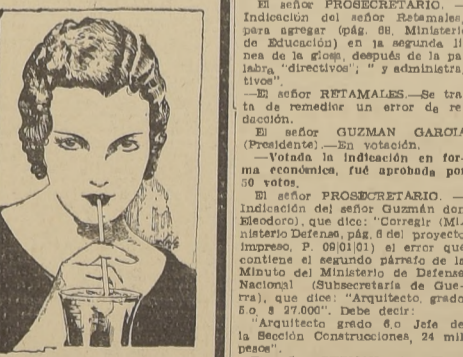 El señor PROSECRETARIO. —
Indicación del señor Retamales,
para agregar (pág. 68, Ministerio
de Educación) en la segunda lí-
nea de la glosa, después de la pa-
labra "directivos"; " y administra-
tivos".
—El señor RETAMALES.—Se tra-
ta de remediar un error de re-
dacción.
El señor GUZMAN GARCIA
(Presidente).—En votación.
—Votada la indicación en for-
ma económica, fué aprobada por
50 votos.
El señor PROSECRETARIO. —
Indicación del señor Guzmán don
Eleodoro), que dice: "Corregir (Mi-
nisterio Defensa, pág. 6 del proyecto
impreso, P. 09|01|01) el error que
contiene el segundo párrafo de la
Minuto del Ministerio de Defensa
Nacional (Subsecretaría de Gue-
rra), que dice: "Arquitecto, grado
5.o, $ 27.000". Debe decir:
"Arquitecto grado 6.o Jefe de
la Sección Construcciones, 24 mil
pesos".